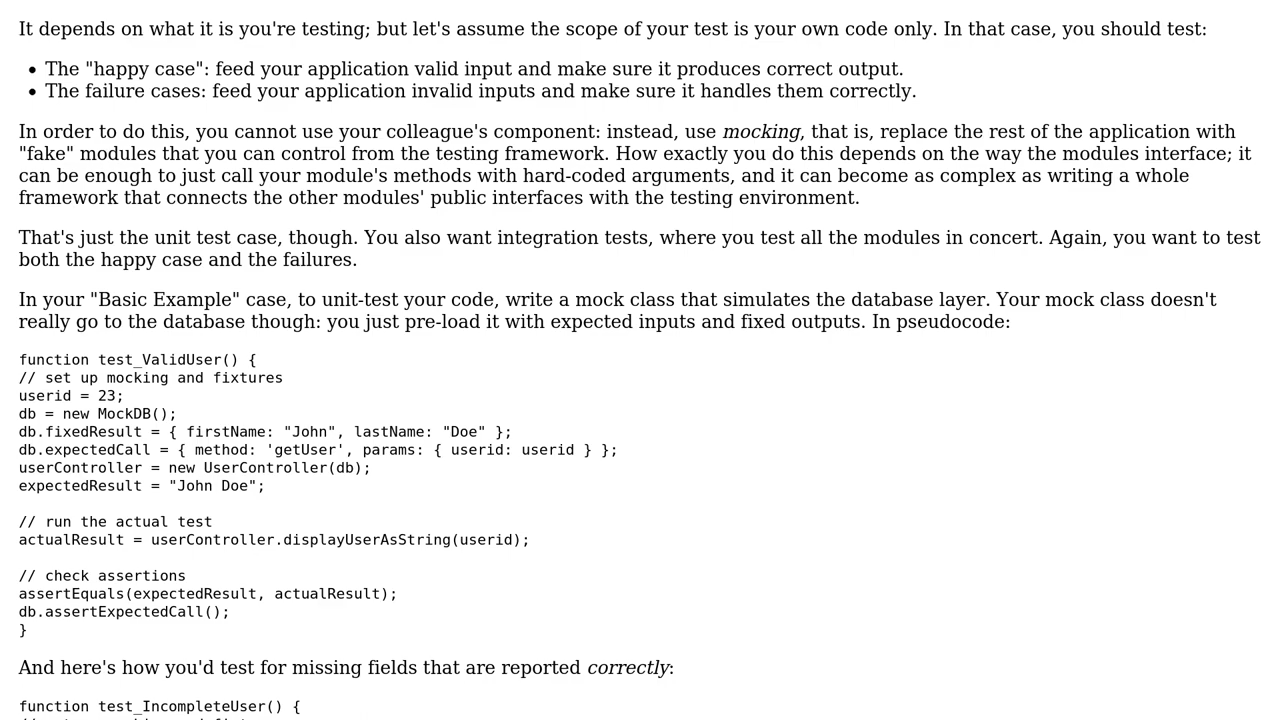 It depends on what it is you're testing; but let's assume the scope of your test is your own code only. In that case, you should test:
• The "happy case": feed your application valid input and make sure it produces correct output.
• The failure cases: feed your application invalid inputs and make sure it handles them correctly.
In order to do this, you cannot use your colleague's component: instead, use mocking, that is, replace the rest of the application with
"fake" modules that you can control from the testing framework. How exactly you do this depends on the way the modules interface; it
can be enough to just call your module's methods with hard-coded arguments, and it can become as complex as writing a whole
framework that connects the other modules' public interfaces with the testing environment.
That's just the unit test case, though. You also want integration tests, where you test all the modules in concert. Again, you want to test
both the happy case and the failures.
In your "Basic Example" case, to unit-test your code, write a mock class that simulates the database layer. Your mock class doesn't
really go to the database though: you just pre-load it with expected inputs and fixed outputs. In pseudocode:
function test_ValidUser() {
// set up mocking and fixtures
userid = 23;
db = new MockDB();
db.fixedResult = { firstName: "John", lastName: "Doe" };
db.expectedCall = { method: 'getUser', params: { userid: userid } };
userController = new UserController(db);
expectedResult = "John Doe";
// run the actual test
actualResult = userController.displayUserAsString(userid);
// check assertions
assertEquals(expectedResult, actualResult);
db.assertExpectedCall();
}
And here's how you'd test for missing fields that are reported correctly:
function test_IncompleteUser() {